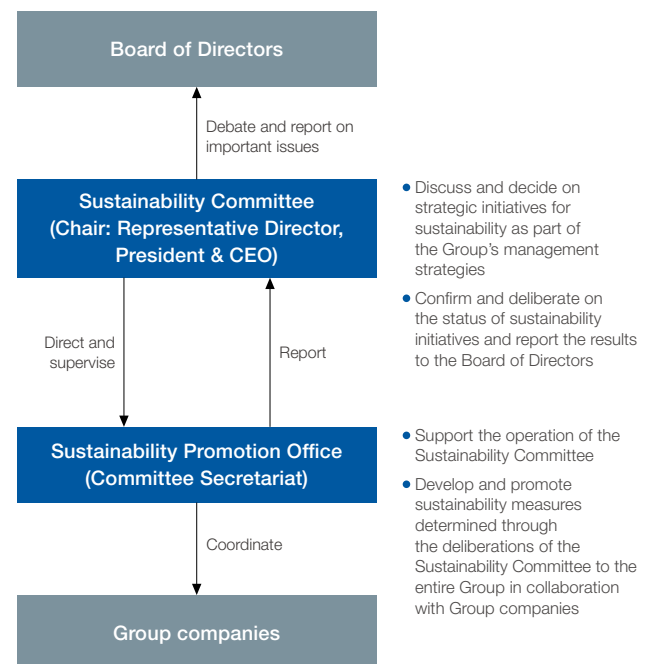 Board of Directors
Debate and report on
important issues
Sustainability Committee
(Chair: Representative Director,
President & CEO)
● Discuss and decide on
strategic initiatives for
sustainability as part of
the Group’s management
strategies
● Confirm and deliberate on
the status of sustainability
initiatives and report the results
to the Board of Directors
Direct and
supervise
Report
Sustainability Promotion Office
(Committee Secretariat)
● Support the operation of the
Sustainability Committee
● Develop and promote
sustainability measures
determined through
the deliberations of the
Sustainability Committee to the
entire Group in collaboration
with Group companies
Coordinate
Group companies